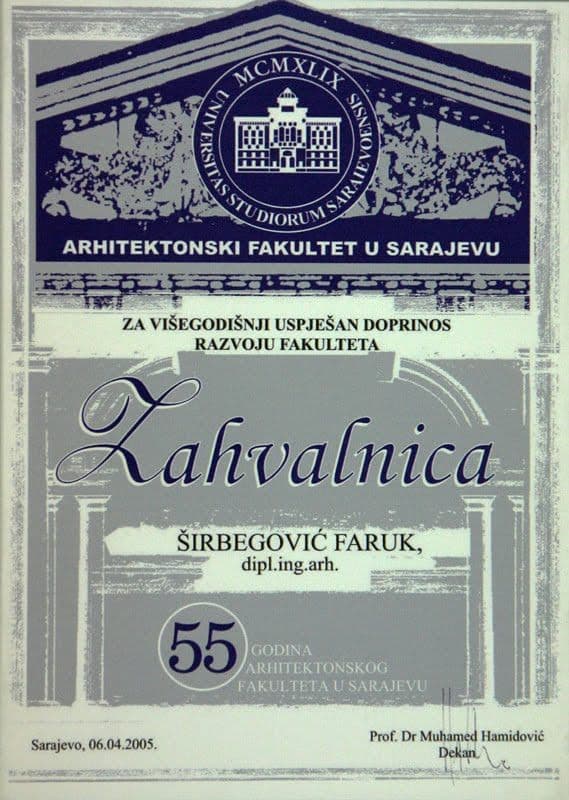 MCMXLIX
UNIVERSITAS STUDIORUM SARAJEVOENSIS
ARHITEKTONSKI FAKULTET U SARAJEVU
ZA VIŠEGODIŠNJI USPJEŠAN DOPRINOS
RAZVOJU FAKULTETA
Zahvalnica
ŠIRBEGOVIĆ FARUK,
dipl.ing.arh.
55 GODINA
ARHITEKTONSKOG
FAKULTETA U SARAJEVU
Sarajevo, 06.04.2005.
Prof. Dr Muhamed Hamidović
Dekan